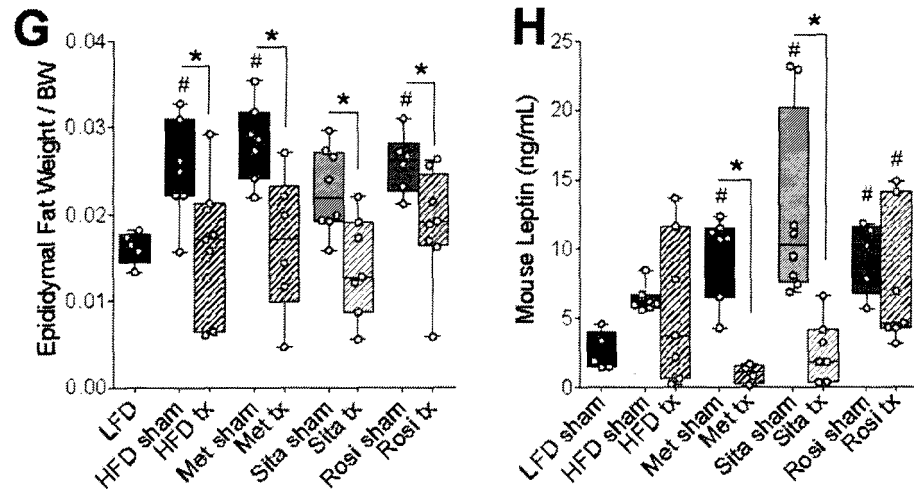 G
Epididymal Fat Weight / BW
0.04
0.03
0.02
0.01
0.00
# * # * * # *
LFD
HFD sham
HFD tx
Met sham
Met tx
Sita sham
Sita tx
Rosi sham
Rosi tx
H
Mouse Leptin (ng/mL)
25
20
15
10
5
0
# * # * # #
LFD sham
HFD sham
HFD tx
Met sham
Met tx
Sita sham
Sita tx
Rosi sham
Rosi tx